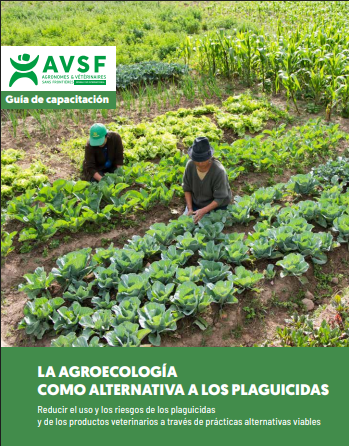 AVSF
AGRONOMES & VÉTÉRINAIRES
SANS FRONTIÈRES
Guía de capacitación
LA AGROECOLOGÍA
COMO ALTERNATIVA A LOS PLAGUICIDAS
Reducir el uso y los riesgos de los plaguicidas
y de los productos veterinarios a través de prácticas alternativas viables